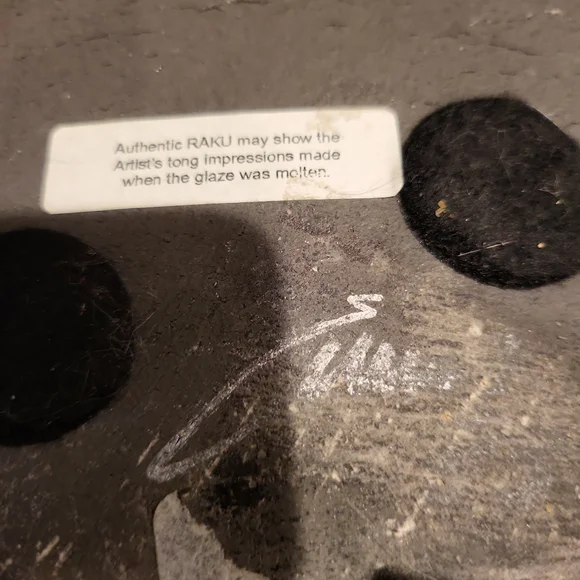 Authentic RAKU may show the
Artist's tong impressions made
when the glaze was molten.